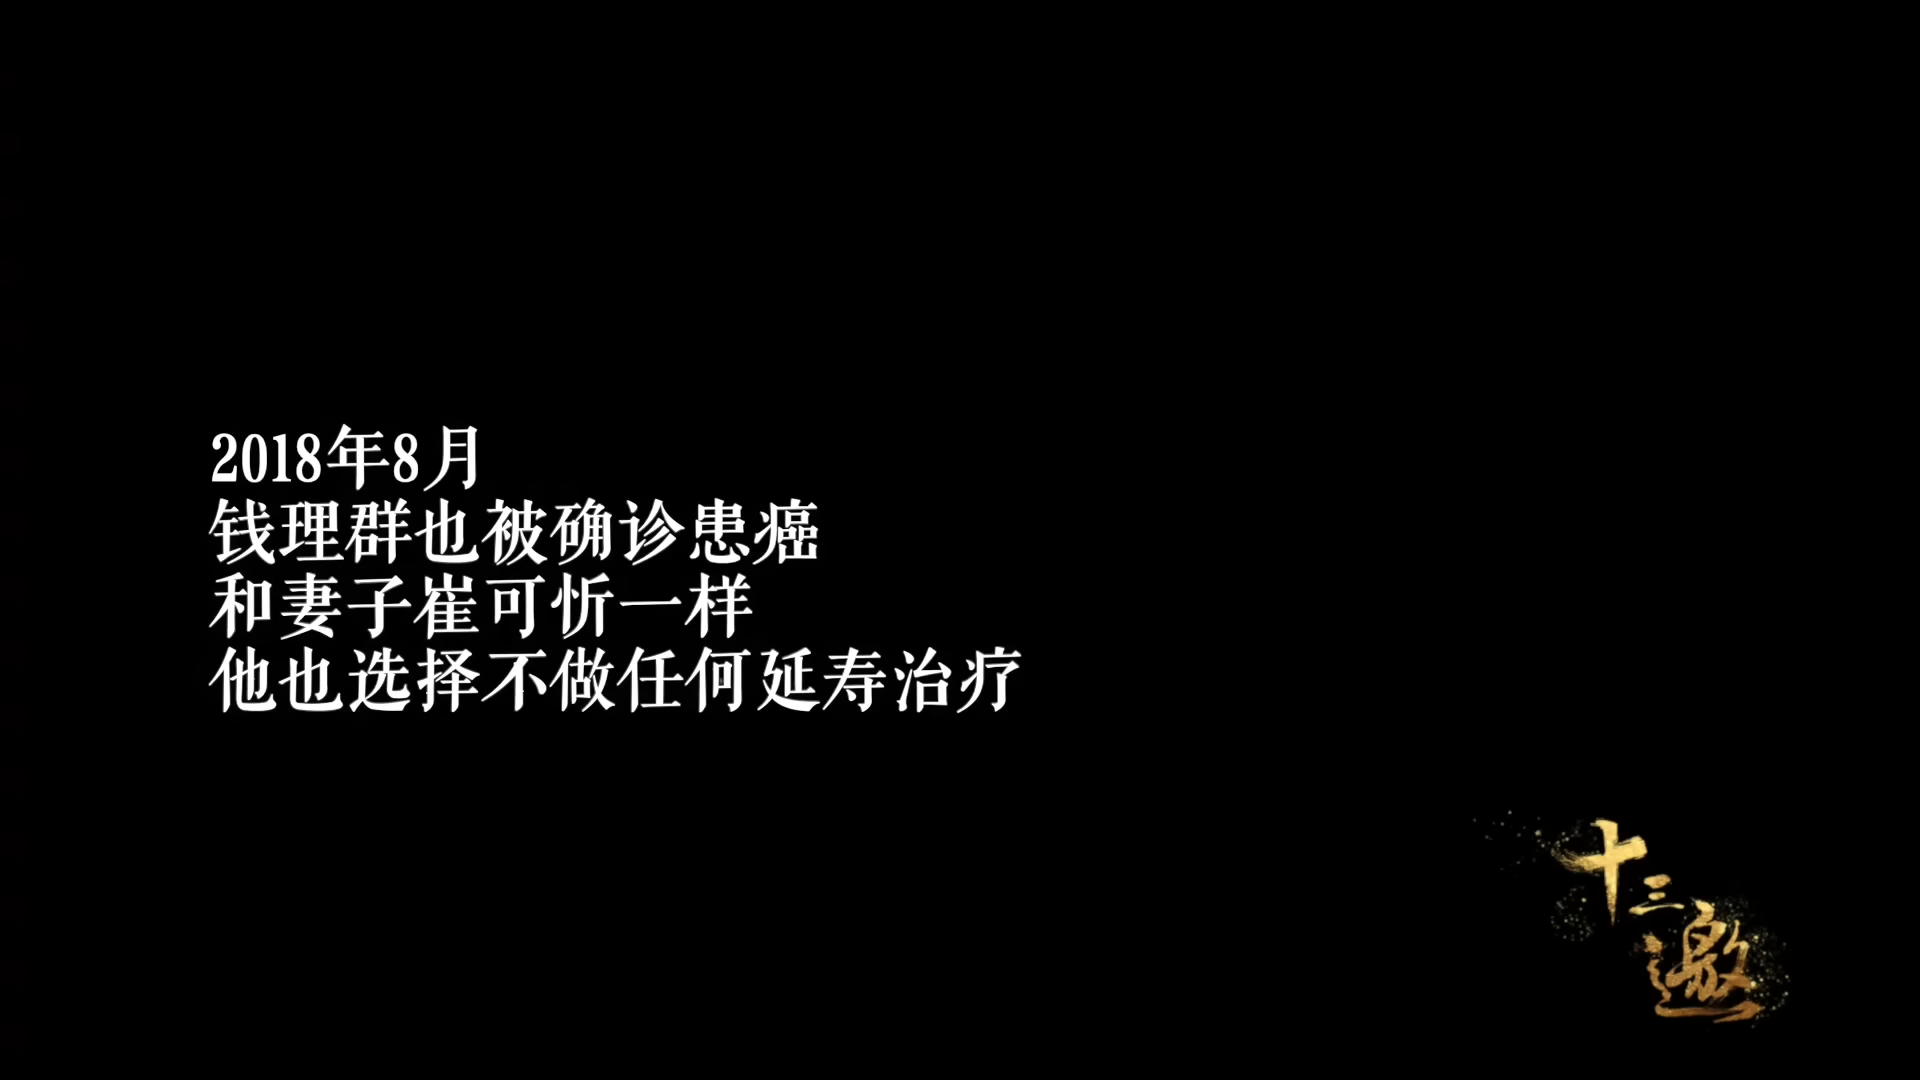 2018年8月
钱理群也被确诊患癌
和妻子崔可忻一样
他也选择不做任何延寿治疗
十三邀